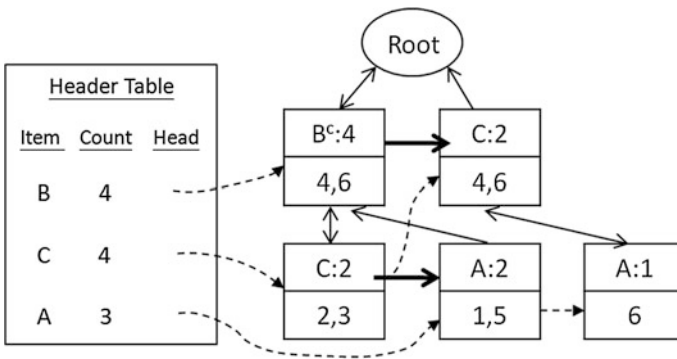 Root
Header Table
Item Count Head
B 4
C 4
A 3
Bᶜ:4
4,6
C:2
4,6
C:2
2,3
A:2
1,5
A:1
6